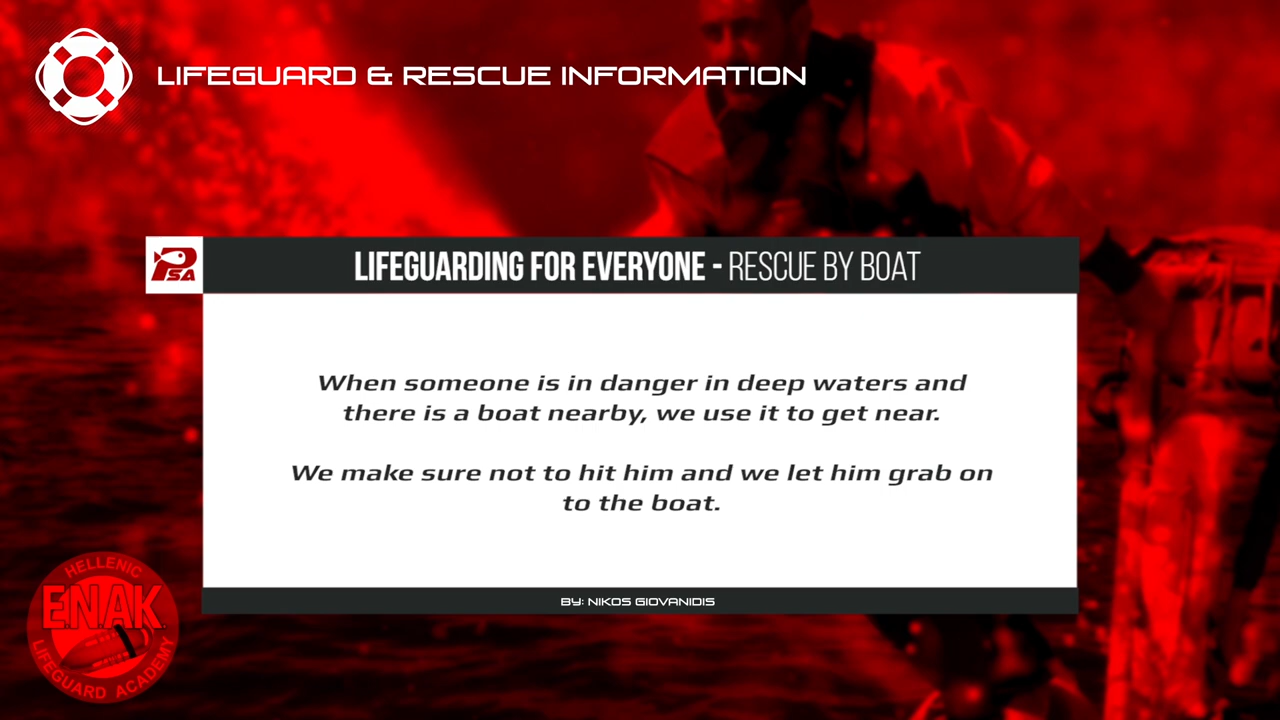 LIFEGUARD & RESCUE INFORMATION
PSA
LIFEGUARDING FOR EVERYONE - RESCUE BY BOAT
When someone is in danger in deep waters and
there is a boat nearby, we use it to get near.
We make sure not to hit him and we let him grab on
to the boat.
BY: NIKOS GIOVANIDIS
HELLENIC
E.N.A.K.
LIFEGUARD ACADEMY